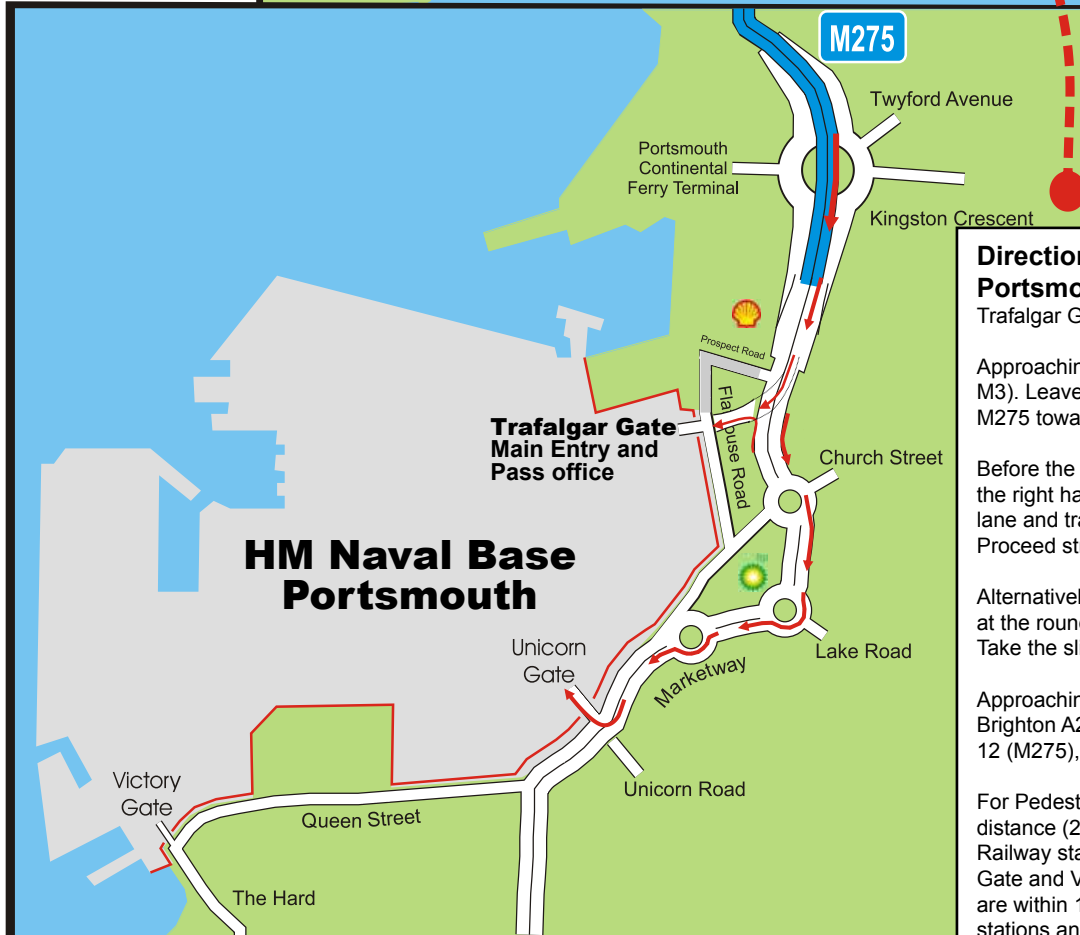 M275
Twyford Avenue
Portsmouth
Continental
Ferry Terminal
Kingston Crescent
Prospect Road
Road
Trafalgar Gate
Main Entry and
Pass office
Church Street
HM Naval Base
Portsmouth
Unicorn
Gate
Lake Road
Marketway
Victory
Gate
Unicorn Road
Queen Street
The Hard
Portsmo
Trafalgar G
Approachin
M3). Leave
M275 towa
Before the
the right ha
lane and tra
Proceed st
Alternativel
at the roun
Take the sl
Approachin
Brighton A2
12 (M275),
For Pedest
distance (2
Railway sta
Gate and V
are within 1
stations an